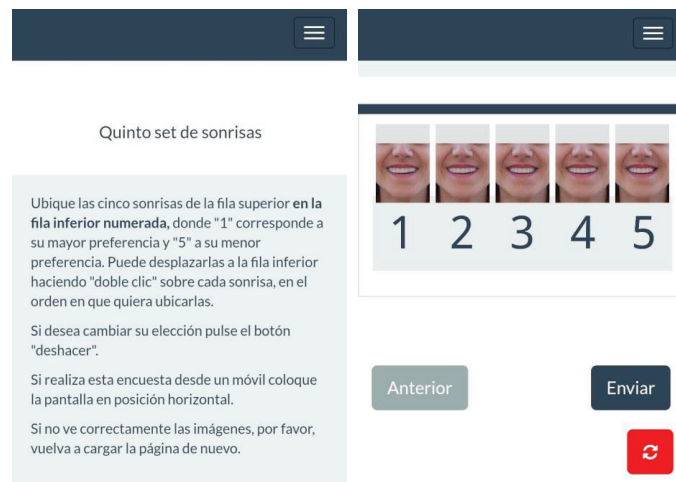 Quinto set de sonrisas
Ubique las cinco sonrisas de la fila superior en la
fila inferior numerada, donde "1" corresponde a
su mayor preferencia y "5" a su menor
preferencia. Puede desplazarlas a la fila inferior
haciendo "doble clic" sobre cada sonrisa, en el
orden en que quiera ubicarlas.
Si desea cambiar su elección pulse el botón
"deshacer".
Si realiza esta encuesta desde un móvil coloque
la pantalla en posición horizontal.
Si no ve correctamente las imágenes, por favor,
vuelva a cargar la página de nuevo.
1 2 3 4 5
Anterior
Enviar